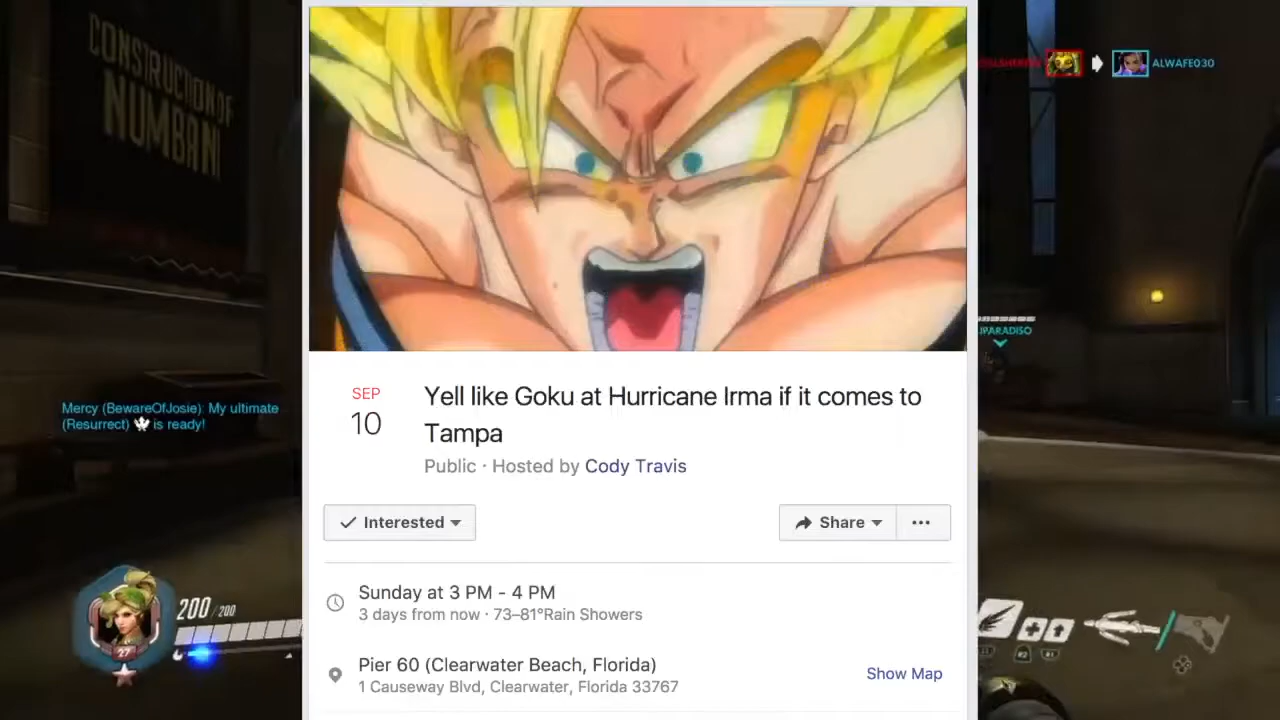 CONSTRUCTION OF
NUMBANI
ALWAFE030
SEP
10
Yell like Goku at Hurricane Irma if it comes to
Tampa
Public · Hosted by Cody Travis
Mercy (BewareOfJosie): My ultimate
(Resurrect) is ready!
Interested
Share
Sunday at 3 PM - 4 PM
3 days from now · 73–81°Rain Showers
Pier 60 (Clearwater Beach, Florida)
1 Causeway Blvd, Clearwater, Florida 33767
Show Map
200/200
27